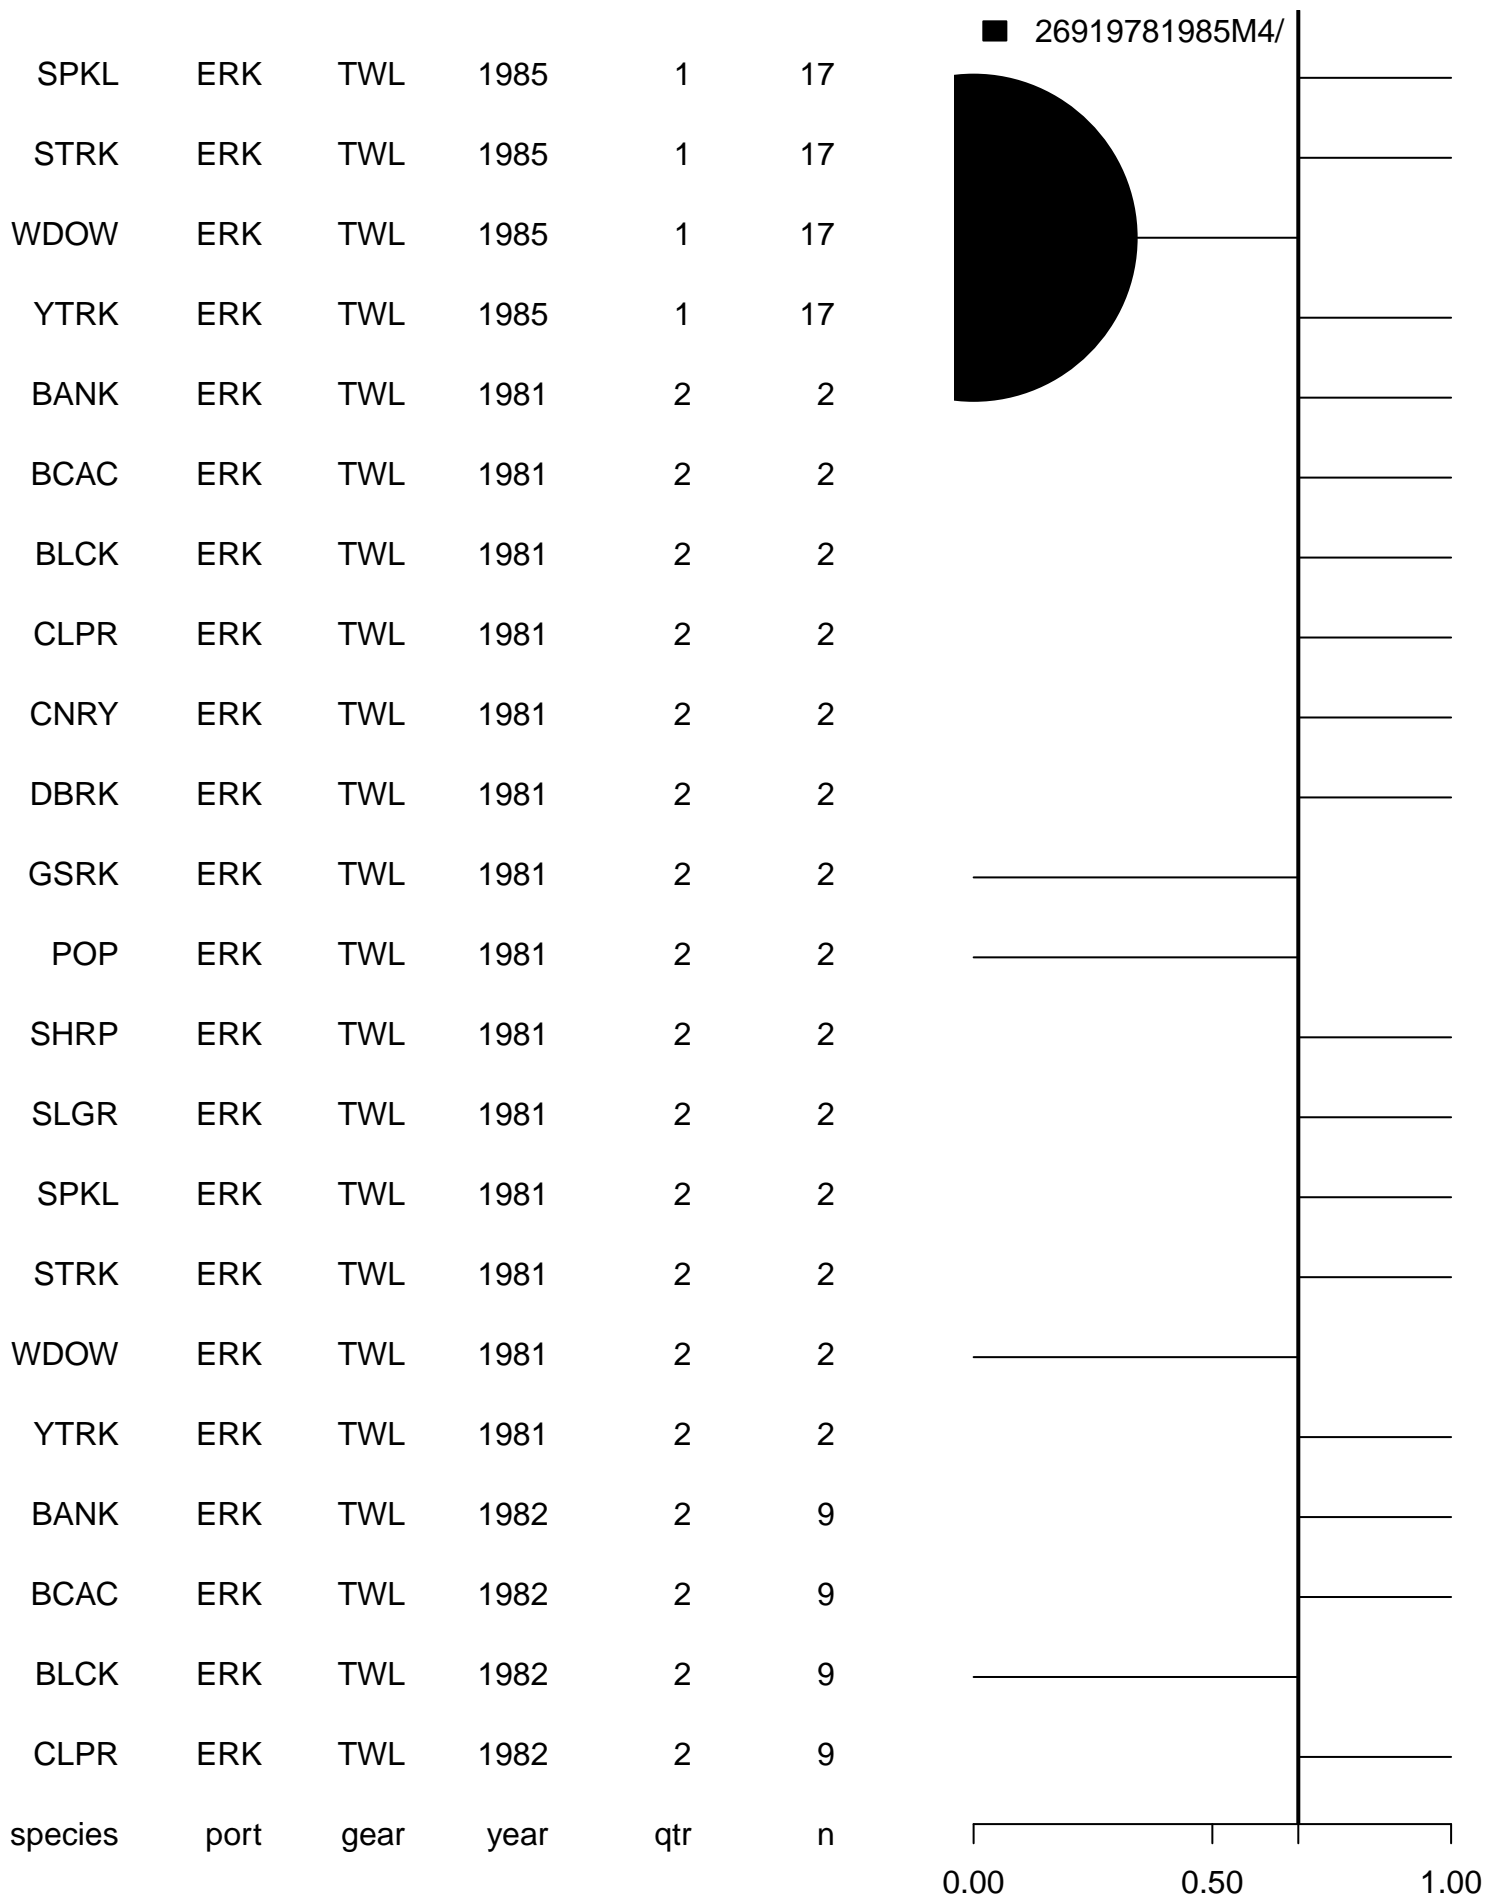 26919781985M4/
SPKL ERK TWL 1985 1 17
STRK ERK TWL 1985 1 17
WDOW ERK TWL 1985 1 17
YTRK ERK TWL 1985 1 17
BANK ERK TWL 1981 2 2
BCAC ERK TWL 1981 2 2
BLCK ERK TWL 1981 2 2
CLPR ERK TWL 1981 2 2
CNRY ERK TWL 1981 2 2
DBRK ERK TWL 1981 2 2
GSRK ERK TWL 1981 2 2
POP ERK TWL 1981 2 2
SHRP ERK TWL 1981 2 2
SLGR ERK TWL 1981 2 2
SPKL ERK TWL 1981 2 2
STRK ERK TWL 1981 2 2
WDOW ERK TWL 1981 2 2
YTRK ERK TWL 1981 2 2
BANK ERK TWL 1982 2 9
BCAC ERK TWL 1982 2 9
BLCK ERK TWL 1982 2 9
CLPR ERK TWL 1982 2 9
species port gear year qtr n
0.00 0.50 1.00